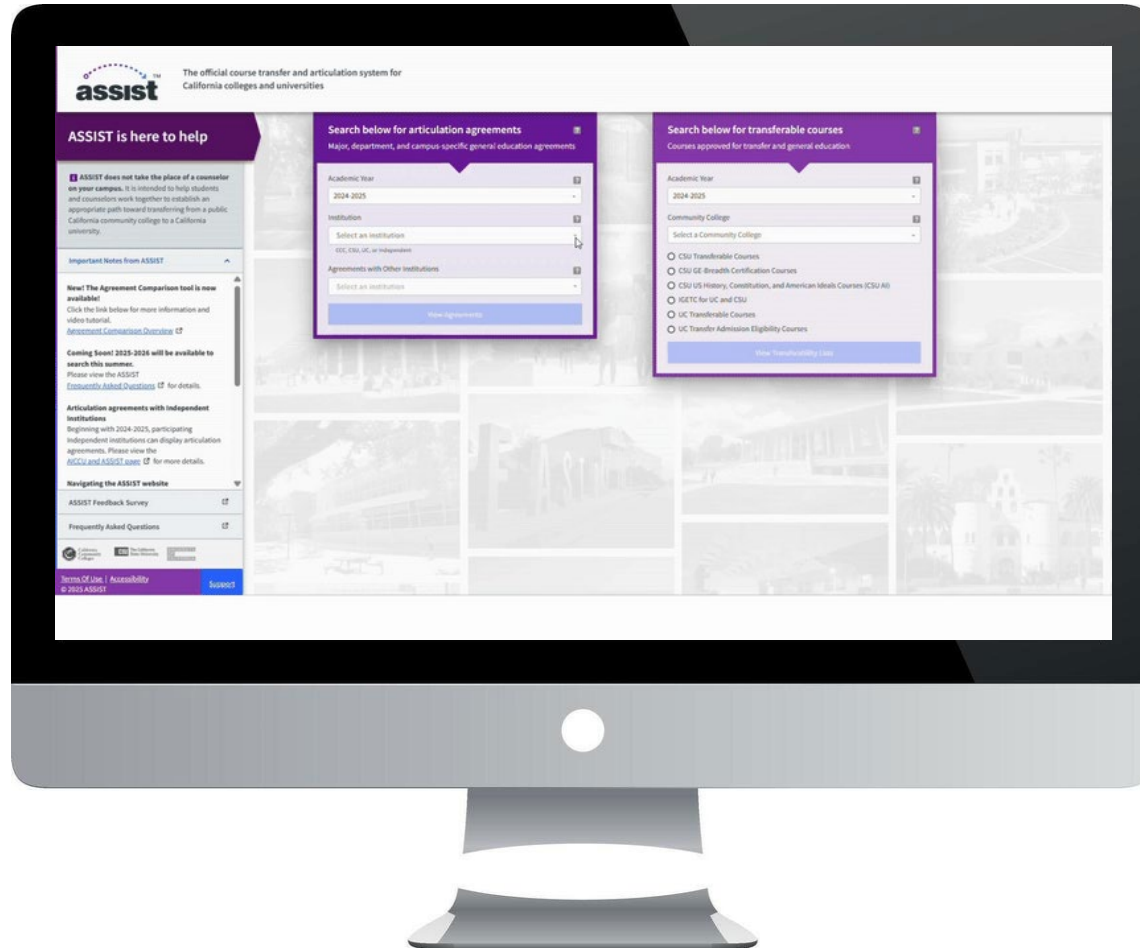 assist™
The official course transfer and articulation system for
California colleges and universities
ASSIST is here to help
ASSIST does not take the place of a counselor
on your campus. It is intended to help students
and counselors work together to establish an
appropriate path toward transferring from a public
California community college to a California
university.
Important Notes from ASSIST
New! The Agreement Comparison tool is now
available!
Click the link below for more information and
video tutorial.
Agreement Comparison Overview
Coming Soon! 2025-2026 will be available to
search this summer.
Please view the ASSIST
Frequently Asked Questions for details.
Articulation agreements with Independent
Institutions
Beginning with 2024-2025, participating
Independent institutions can display articulation
agreements. Please view the
AICCU and ASSIST page for more details.
Navigating the ASSIST website
ASSIST Feedback Survey
Frequently Asked Questions
California
Community
Colleges
CSU The California
State University
Terms Of Use | Accessibility
© 2025 ASSIST
Support
Search below for articulation agreements
Major, department, and campus-specific general education agreements
Academic Year
2024-2025
Institution
Select an institution
CCC, CSU, UC, or Independent
Agreements with Other Institutions
Select an institution
View Agreements
Search below for transferable courses
Courses approved for transfer and general education
Academic Year
2024-2025
Community College
Select a Community College
CSU Transferable Courses
CSU GE-Breadth Certification Courses
CSU US History, Constitution, and American Ideals Courses (CSU AI)
IGETC for UC and CSU
UC Transferable Courses
UC Transfer Admission Eligibility Courses
View Transferability Lists